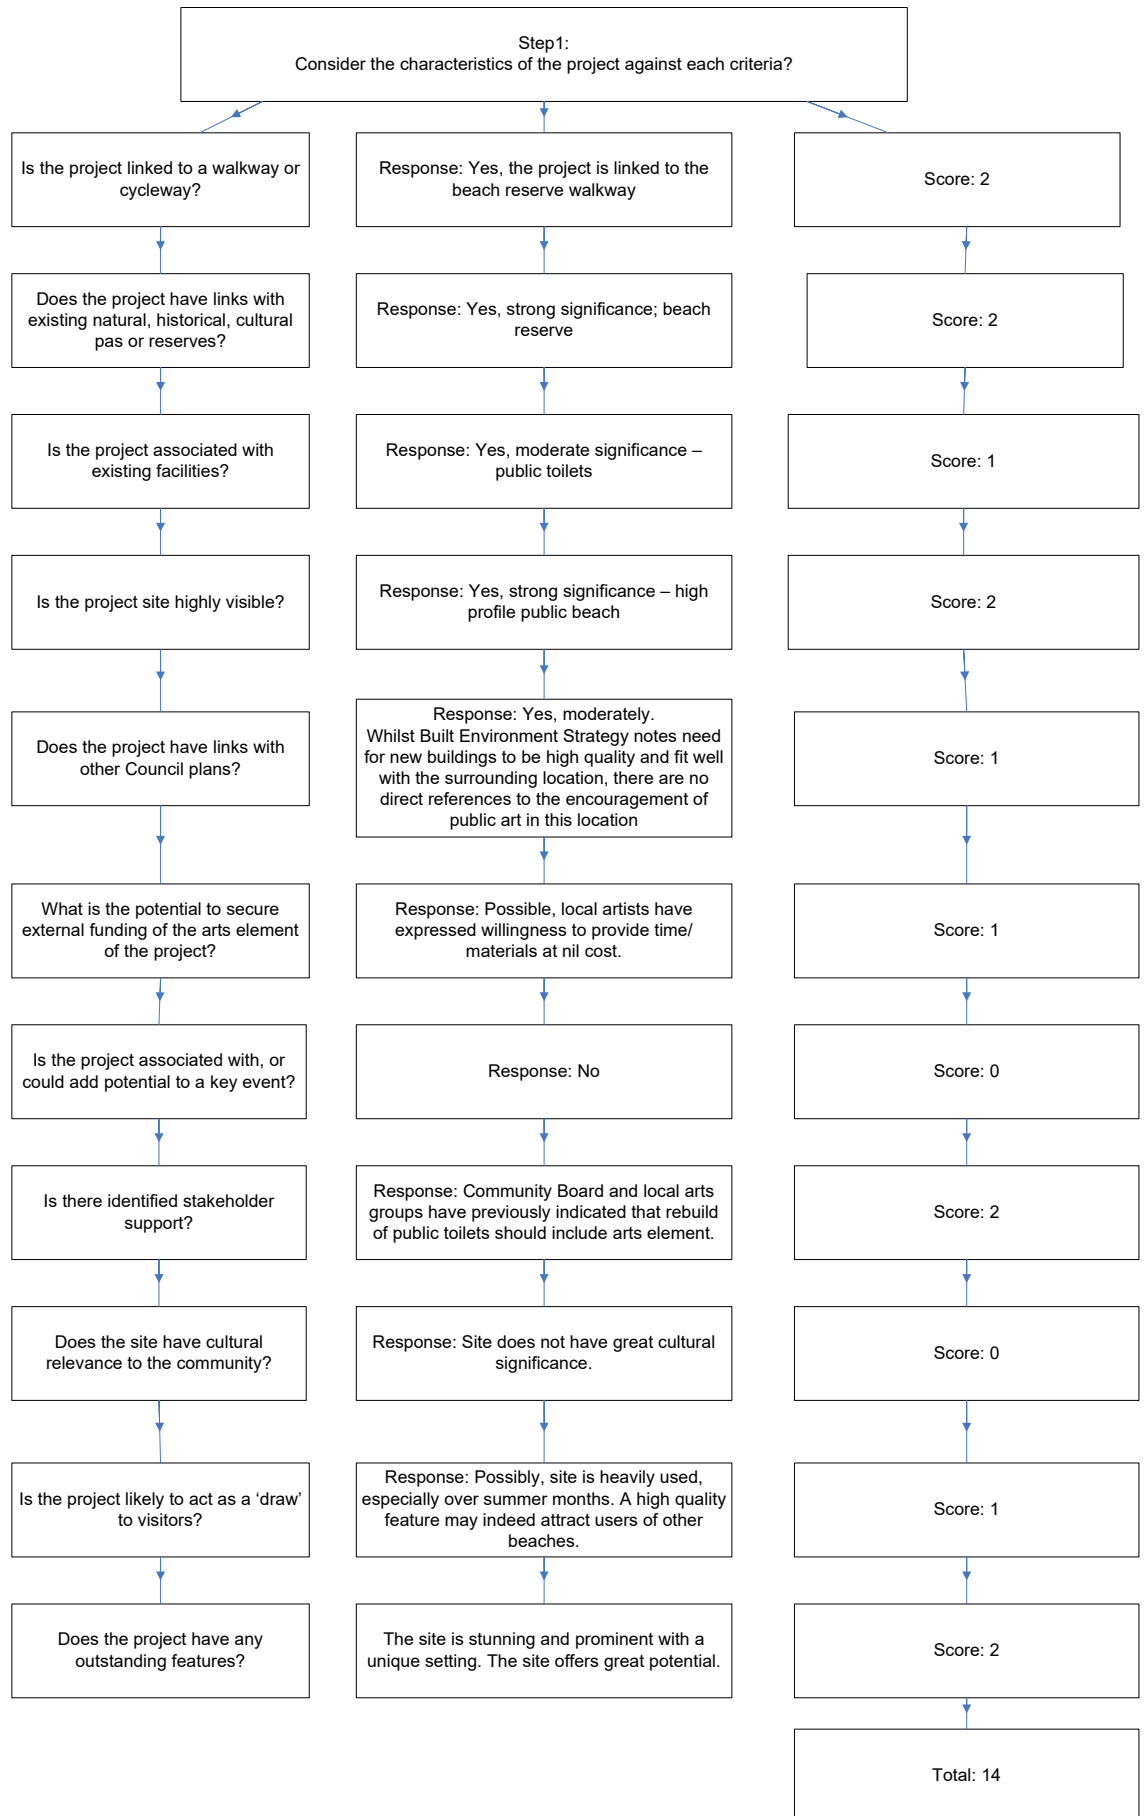 Step1:
Consider the characteristics of the project against each criteria?
Is the project linked to a walkway or
cycleway?
Response: Yes, the project is linked to the
beach reserve walkway
Score: 2
Does the project have links with
existing natural, historical, cultural
pas or reserves?
Response: Yes, strong significance; beach
reserve
Score: 2
Is the project associated with
existing facilities?
Response: Yes, moderate significance –
public toilets
Score: 1
Is the project site highly visible?
Response: Yes, strong significance – high
profile public beach
Score: 2
Does the project have links with
other Council plans?
Response: Yes, moderately.
Whilst Built Environment Strategy notes need
for new buildings to be high quality and fit well
with the surrounding location, there are no
direct references to the encouragement of
public art in this location
Score: 1
What is the potential to secure
external funding of the arts element
of the project?
Response: Possible, local artists have
expressed willingness to provide time/
materials at nil cost.
Score: 1
Is the project associated with, or
could add potential to a key event?
Response: No
Score: 0
Is there identified stakeholder
support?
Response: Community Board and local arts
groups have previously indicated that rebuild
of public toilets should include arts element.
Score: 2
Does the site have cultural
relevance to the community?
Response: Site does not have great cultural
significance.
Score: 0
Is the project likely to act as a ‘draw’
to visitors?
Response: Possibly, site is heavily used,
especially over summer months. A high quality
feature may indeed attract users of other
beaches.
Score: 1
Does the project have any
outstanding features?
The site is stunning and prominent with a
unique setting. The site offers great potential.
Score: 2
Total: 14